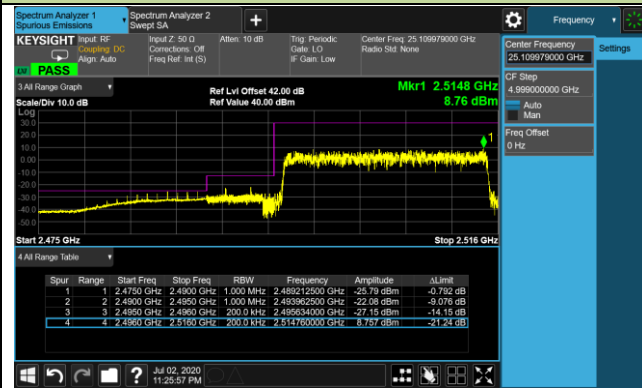 Spectrum Analyzer 1
Spurious Emissions
Spectrum Analyzer 2
Swept SA
Frequency
KEYSIGHT
Input: RF
Coupling: DC
Align: Auto
Input Z: 50 Ω
Corrections: Off
Freq Ref: Int (S)
Atten: 10 dB
Trig: Periodic
Gate: LO
IF Gain: Low
Center Freq: 25.109979000 GHz
Radio Std: None
PASS
Center Frequency
25.109979000 GHz
Settings
CF Step
4.999000000 GHz
Auto
Man
Freq Offset
0 Hz
3 All Range Graph
Scale/Div 10.0 dB
Ref Lvl Offset 42.00 dB
Ref Value 40.00 dBm
Mkr1 2.5148 GHz
8.76 dBm
Log
30.0
20.0
10.0
0.00
-10.0
-20.0
-30.0
-40.0
-50.0
1
Start 2.475 GHz
Stop 2.516 GHz
4 All Range Table
Spur Range Start Freq Stop Freq RBW Frequency Amplitude ΔLimit
1 1 2.4750 GHz 2.4900 GHz 1.000 MHz 2.489212500 GHz -25.79 dBm -0.792 dB
2 2 2.4900 GHz 2.4950 GHz 1.000 MHz 2.493962500 GHz -22.08 dBm -9.076 dB
3 3 2.4950 GHz 2.4960 GHz 200.0 kHz 2.495634000 GHz -27.15 dBm -14.15 dB
4 4 2.4960 GHz 2.5160 GHz 200.0 kHz 2.514760000 GHz 8.757 dBm -21.24 dB
Jul 02, 2020
11:25:57 PM